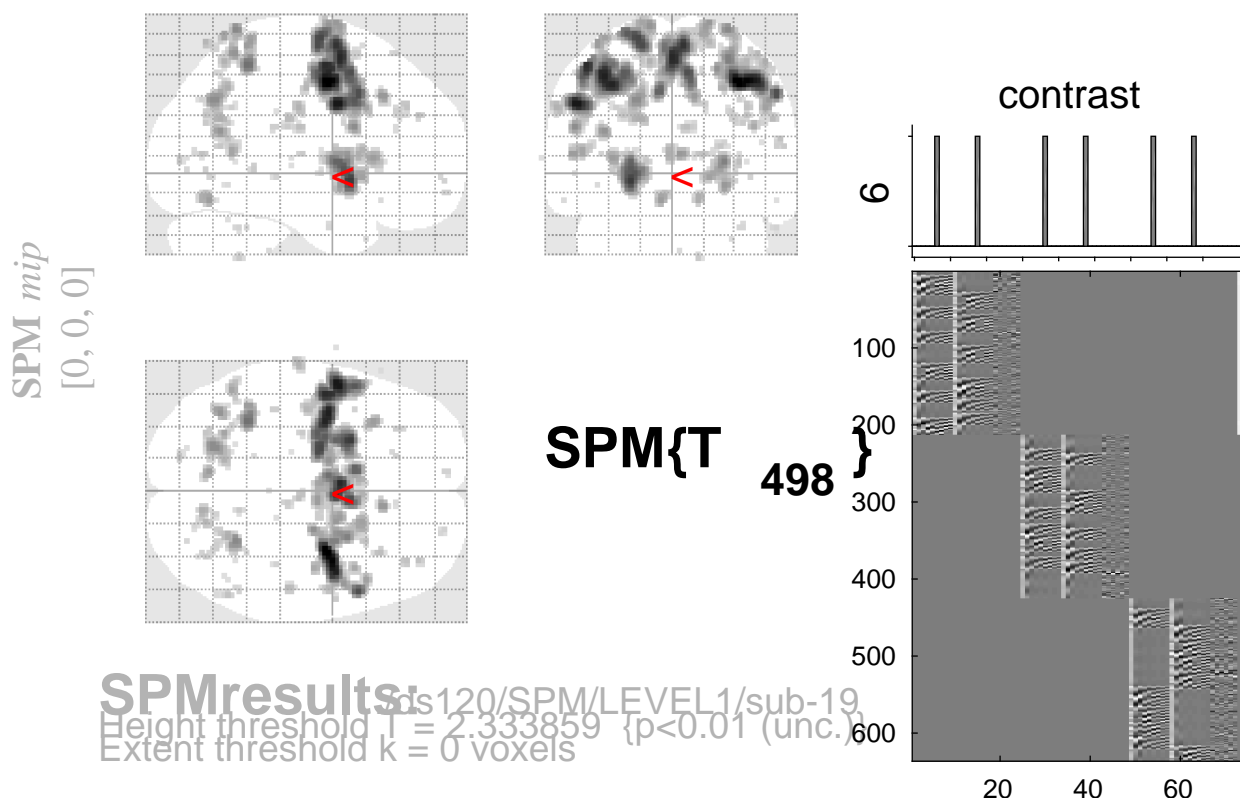 contrast
6
SPM mip
[0, 0, 0]
<
<
<
SPM{T 498 }
100
200
300
400
500
600
20 40 60
SPMresults: /ds120/SPM/LEVEL1/sub-19
Height threshold T = 2.333859 {p<0.01 (unc.)}
Extent threshold k = 0 voxels